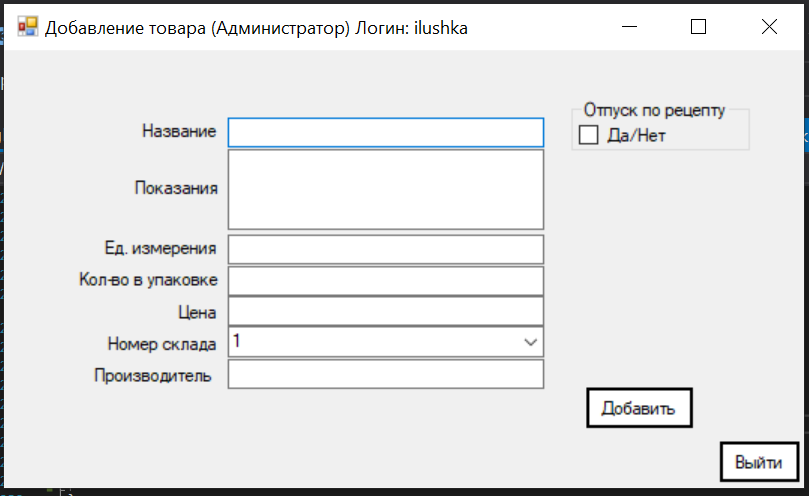 Добавление товара (Администратор) Логин: ilushka
Отпуск по рецепту
Название
Да/Нет
Показания
Ед. измерения
Кол-во в упаковке
Цена
Номер склада 1
Производитель
Добавить
Выйти